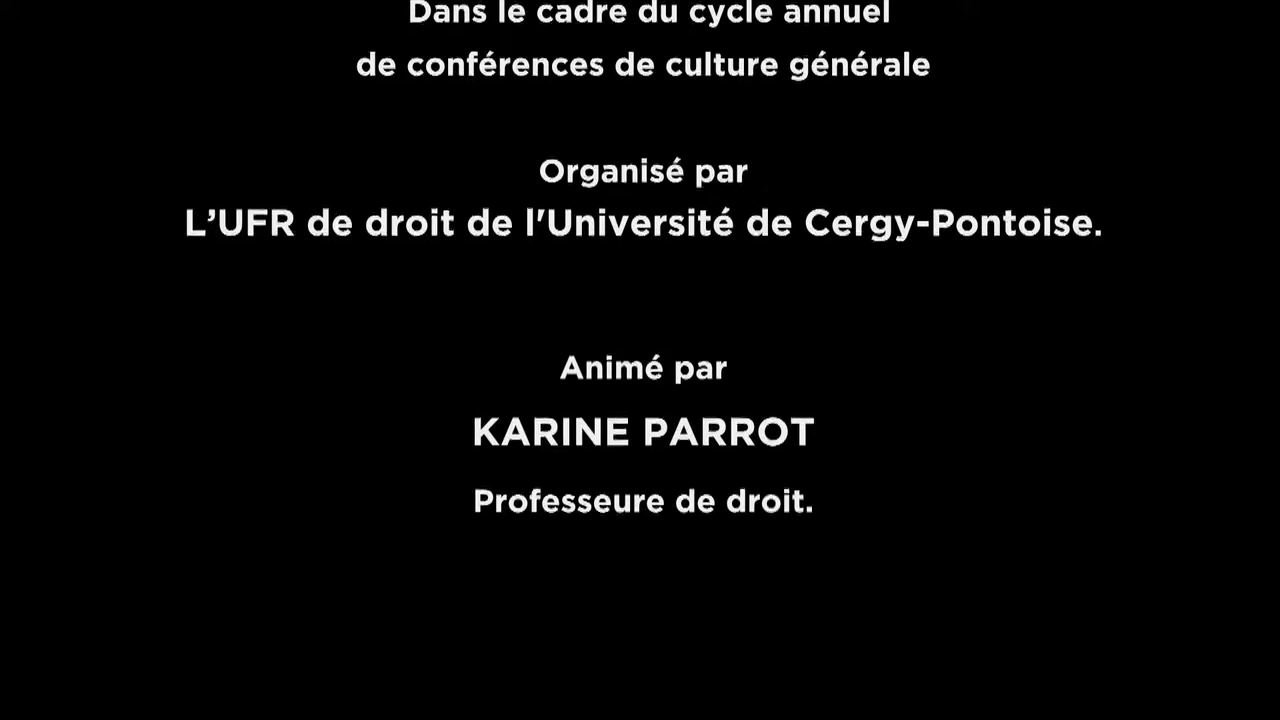 Dans le cadre du cycle annuel
de conférences de culture générale
Organisé par
L’UFR de droit de l'Université de Cergy-Pontoise.
Animé par
KARINE PARROT
Professeure de droit.